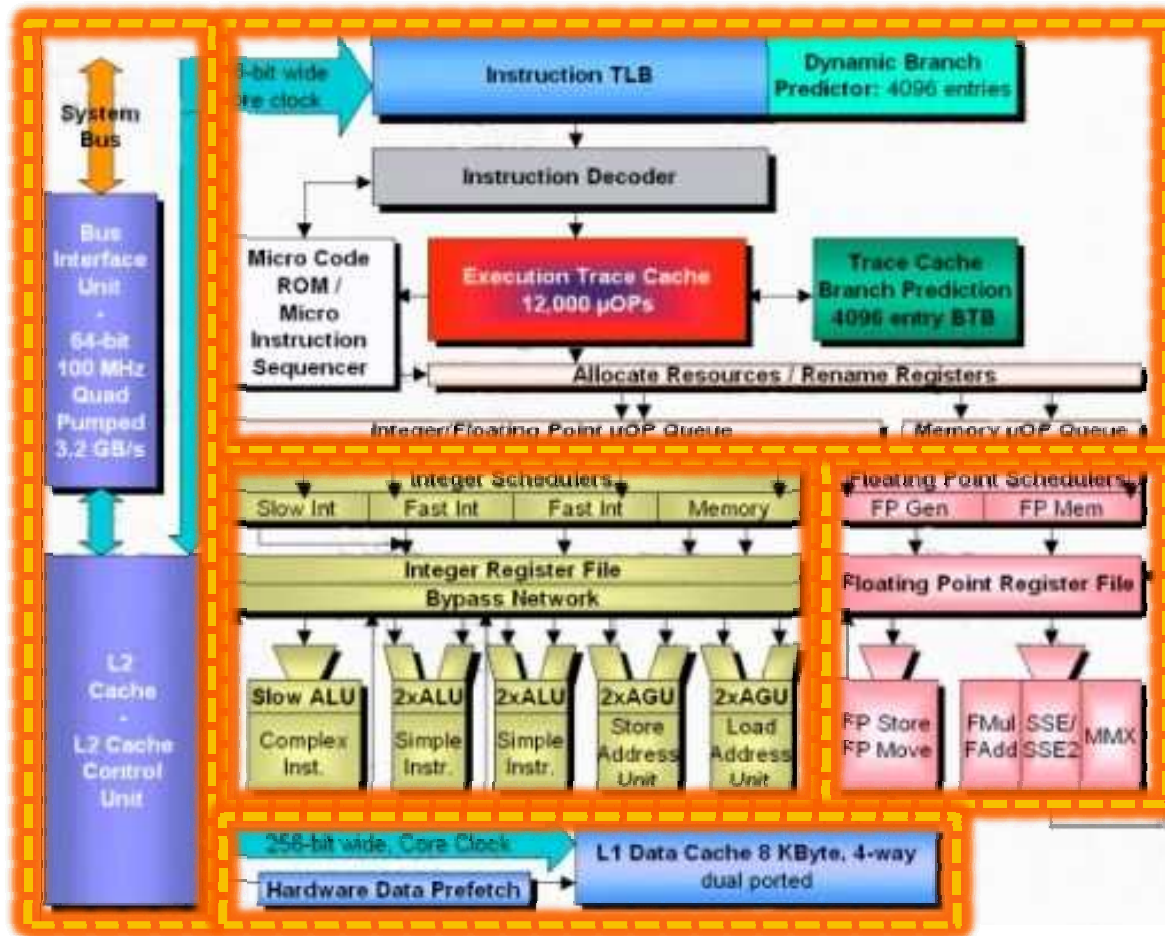 System
Bus
Bus
Interface
Unit
-
64-bit
100 MHz
Quad
Pumped
3.2 GB/s
L2
Cache
-
L2 Cache
Control
Unit
-bit wide
ore clock
Instruction TLB
Dynamic Branch
Predictor: 4096 entries
Instruction Decoder
Micro Code
ROM /
Micro
Instruction
Sequencer
Execution Trace Cache
12,000 µOPs
Trace Cache
Branch Prediction
4096 entry BTB
Allocate Resources / Rename Registers
Integer/Floating Point µOP Queue
Memory µOP Queue
Integer Schedulers
Slow Int
Fast Int
Fast Int
Memory
Integer Register File
Bypass Network
Slow ALU
Complex
Inst.
2xALU
Simple
Instr.
2xALU
Simple
Instr.
2xAGU
Store
Address
Unit
2xAGU
Load
Address
Unit
Floating Point Schedulers
FP Gen
FP Mem
Floating Point Register File
FP Store
FP Move
FMul
FAdd
SSE/
SSE2
MMX
256-bit wide, Core Clock
Hardware Data Prefetch
L1 Data Cache 8 KByte, 4-way
dual ported